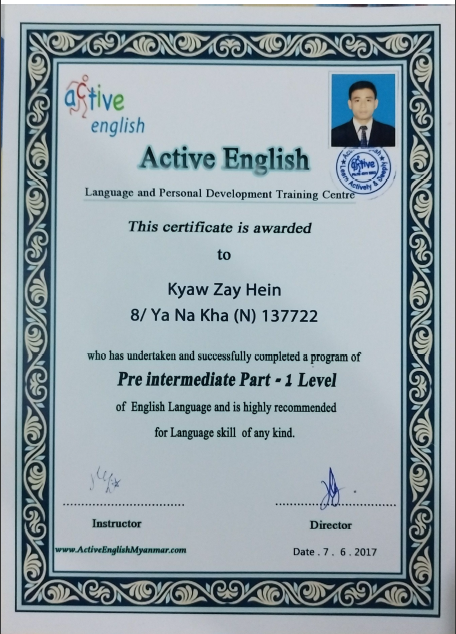 active
english
Active English
Language and Personal Development Training Centre
This certificate is awarded
to
Kyaw Zay Hein
8/ Ya Na Kha (N) 137722
who has undertaken and successfully completed a program of
Pre intermediate Part - 1 Level
of English Language and is highly recommended
for Language skill of any kind.
Instructor
Director
www.ActiveEnglishMyanmar.com
Date . 7 . 6 . 2017